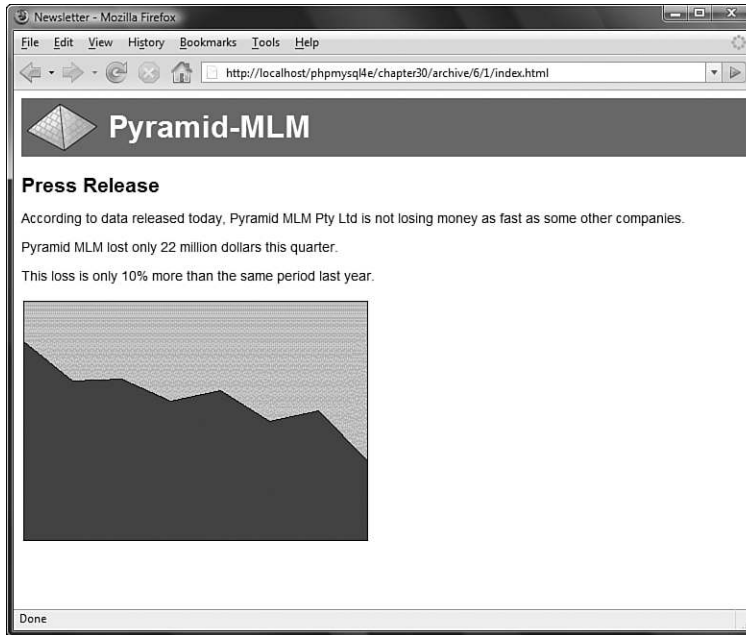 Newsletter - Mozilla Firefox
File Edit View History Bookmarks Tools Help
http://localhost/phpmysql4e/chapter30/archive/6/1/index.html
Pyramid-MLM
Press Release
According to data released today, Pyramid MLM Pty Ltd is not losing money as fast as some other companies.
Pyramid MLM lost only 22 million dollars this quarter.
This loss is only 10% more than the same period last year.
Done